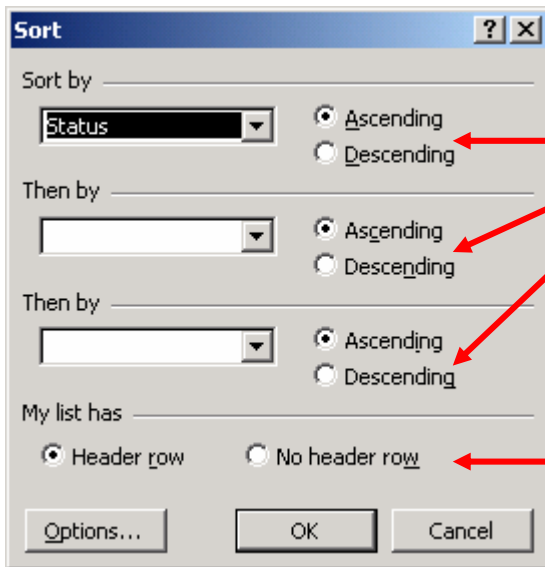 Sort
Sort by
Status
Ascending
Descending
Then by
Ascending
Descending
Then by
Ascending
Descending
My list has
Header row No header row
Options... OK Cancel